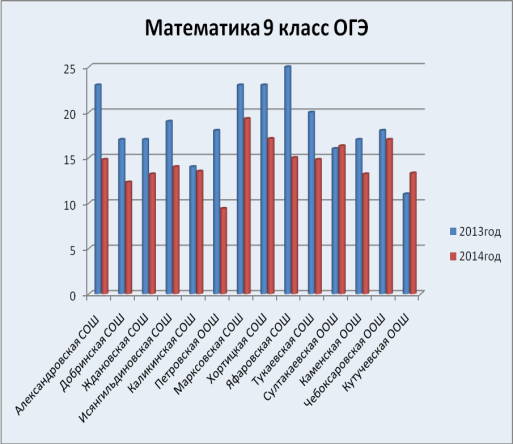 Математика 9 класс ОГЭ
25
20
15
10
5
0
Александровская СОШ
Добринская СОШ
Ждановская СОШ
Исянгильдиновская СОШ
Каликинская СОШ
Петровская ООШ
Марксовская СОШ
Хортицкая СОШ
Яфаровская СОШ
Тукаевская СОШ
Султакаевская ООШ
Каменская ООШ
Чебоксаровская ООШ
Кутучевская ООШ
2013год
2014год